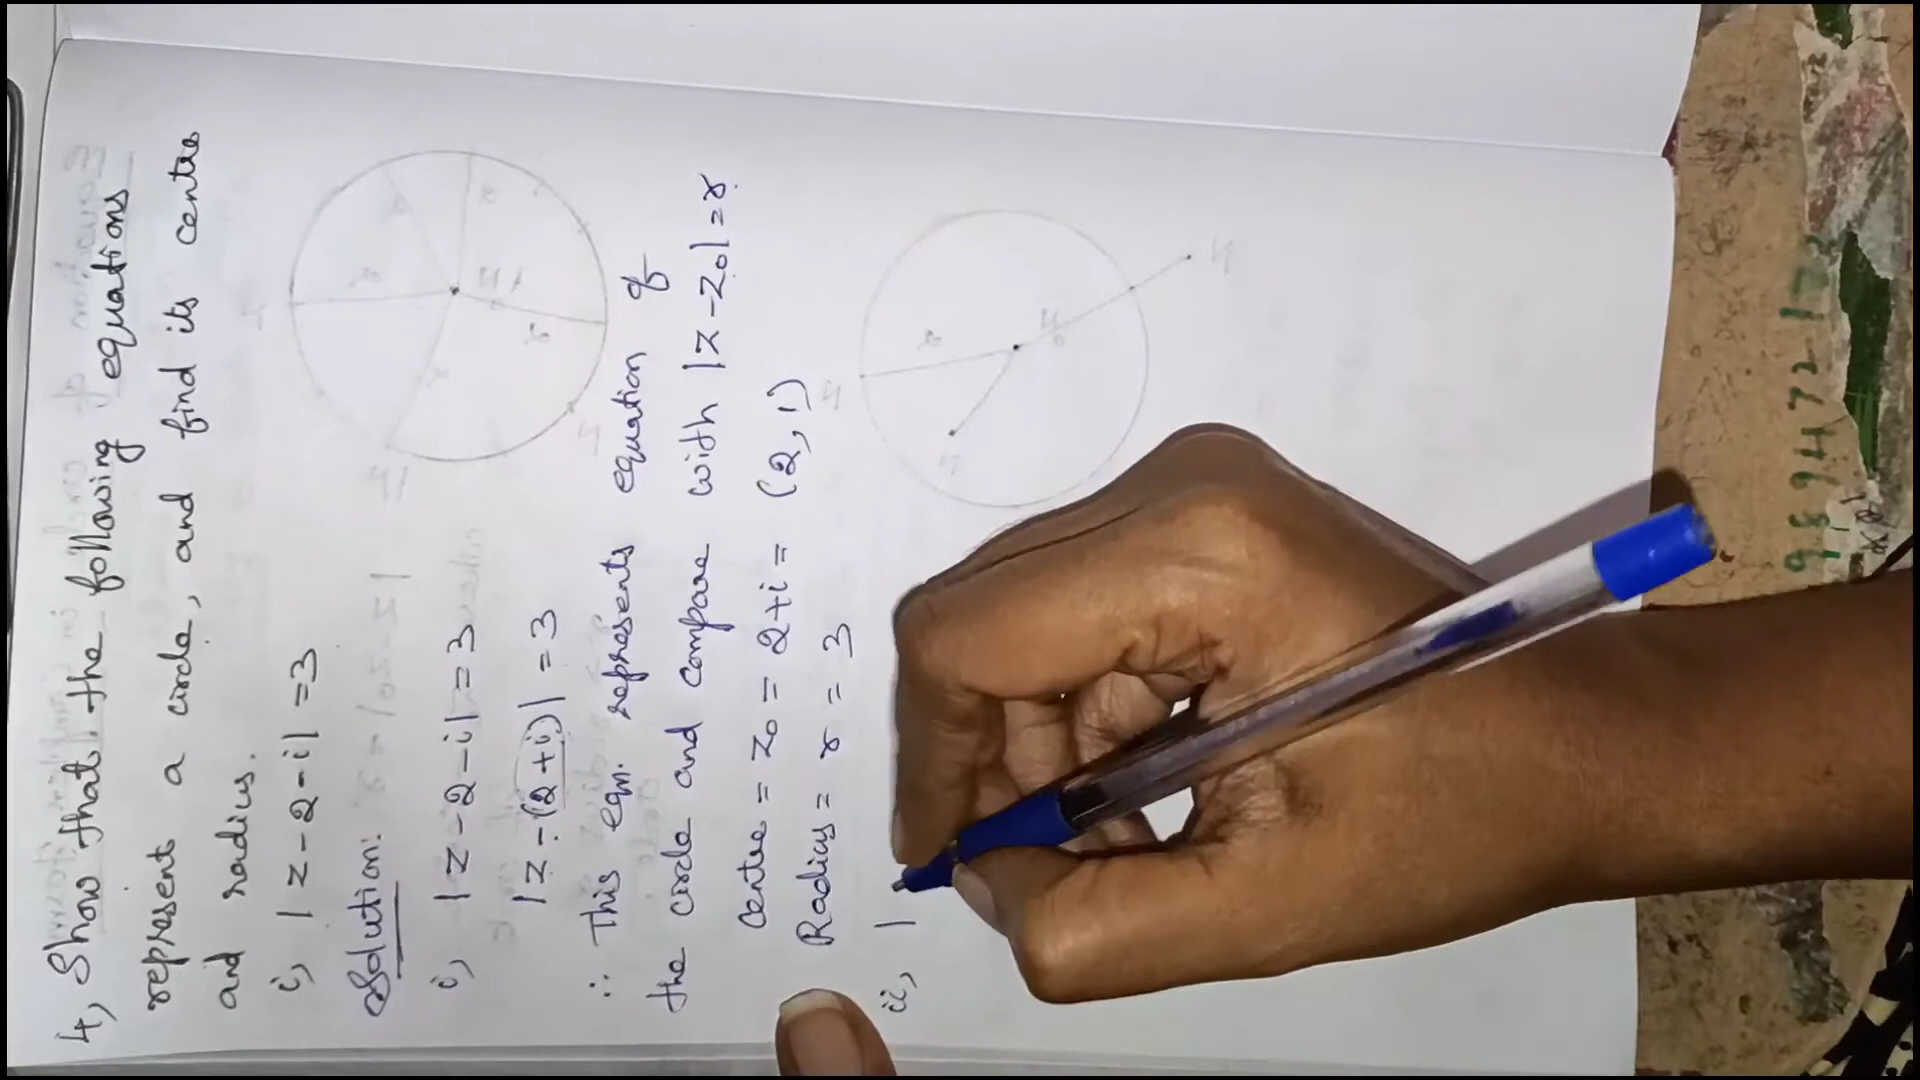 4, Show that the following equations
represent a circle, and find its centre
and radius.
i, |z-2-i| =3
Solution:
i, |z-2-i|=3
|z-(2+i)|=3
∴ This eqn. represents equation of
the circle and compare with |z-z₀|=r.
Centre = z₀ = 2+i = (2,1)
Radius = r = 3
ii, |